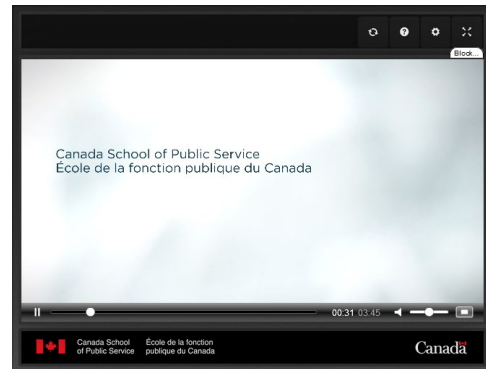 Block...
Canada School of Public Service
École de la fonction publique du Canada
00:31 03:45
Canada School
of Public Service
École de la fonction
publique du Canada
Canada